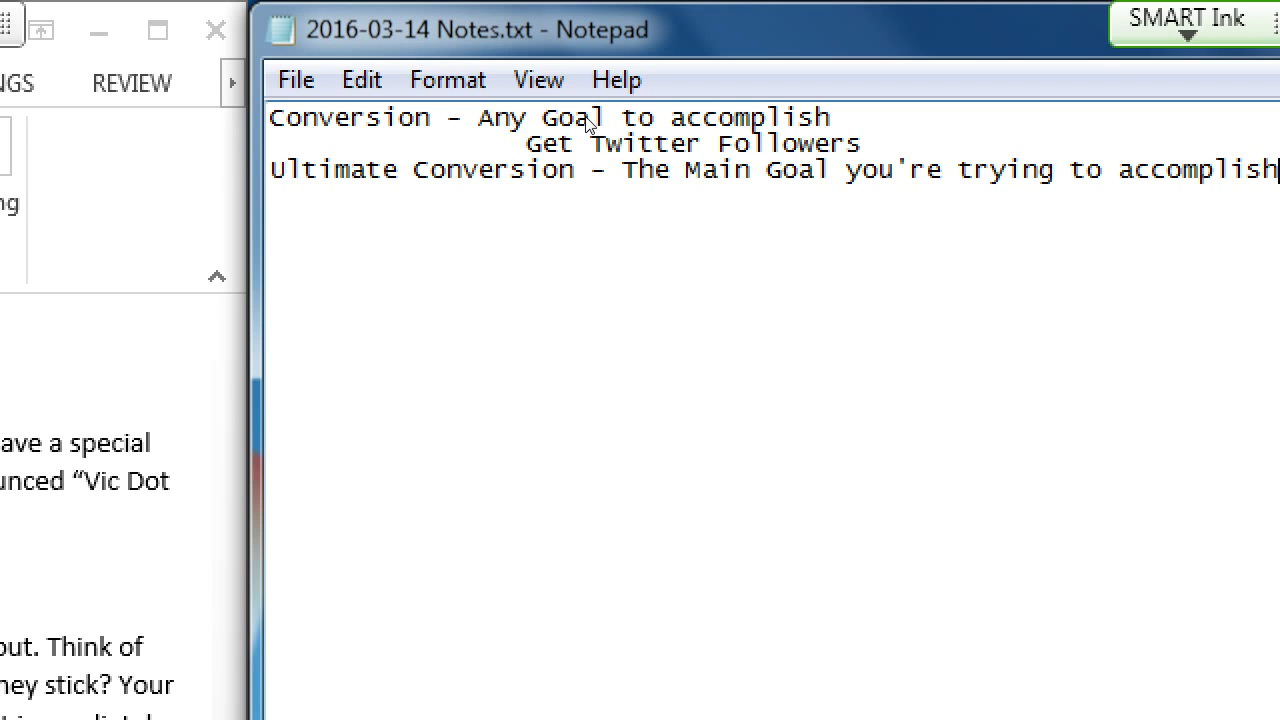 2016-03-14 Notes.txt - Notepad
SMART Ink
NGS REVIEW
File Edit Format View Help
Conversion - Any Goal to accomplish
Get Twitter Followers
Ultimate Conversion - The Main Goal you're trying to accomplish
ng
ave a special
unced “Vic Dot
out. Think of
hey stick? Your